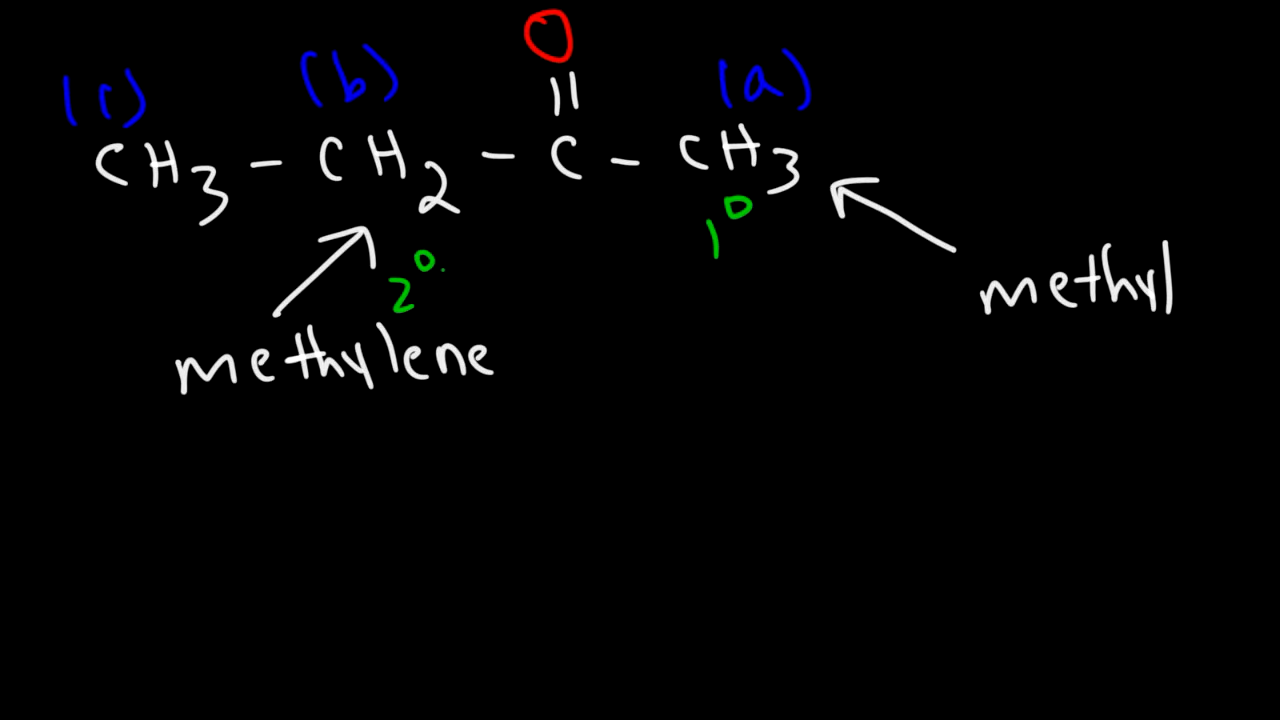 O
(c) (b) || (a)
CH3 - CH2 - C - CH3
2°. 1°
methyl
methylene